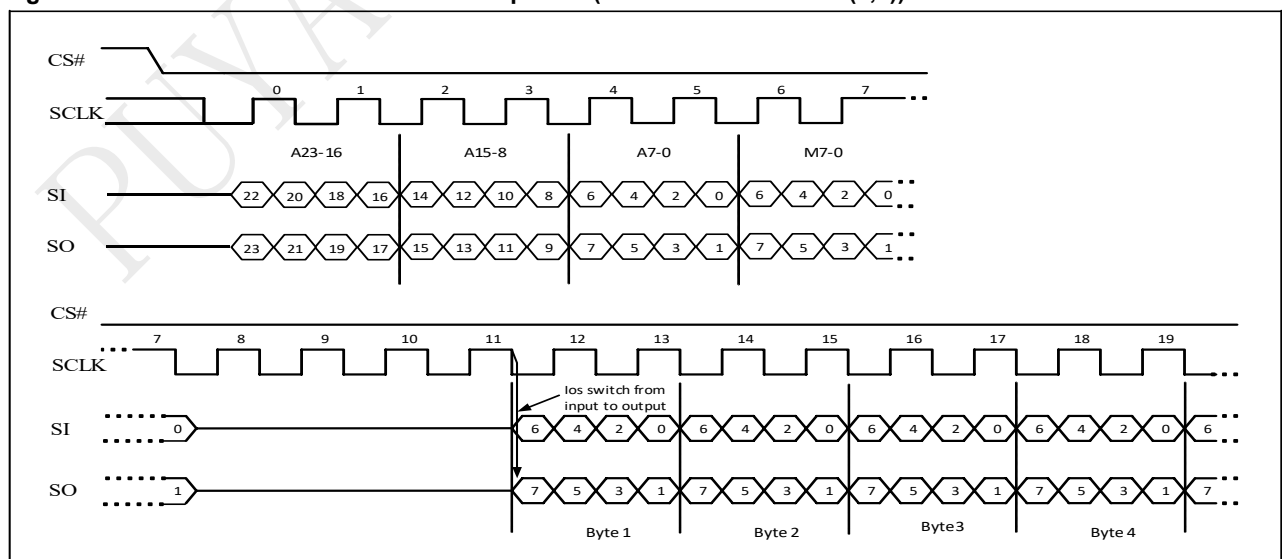 PUYA
CS#
0 1 2 3 4 5 6 7
SCLK
A23-16 A15-8 A7-0 M7-0
SI 22 20 18 16 14 12 10 8 6 4 2 0 6 4 2 0
SO 23 21 19 17 15 13 11 9 7 5 3 1 7 5 3 1
CS#
7 8 9 10 11 12 13 14 15 16 17 18 19
SCLK
Ios switch from
input to output
SI 0 6 4 2 0 6 4 2 0 6 4 2 0 6 4 2 0 6
SO 1 7 5 3 1 7 5 3 1 7 5 3 1 7 5 3 1 7
Byte 1 Byte 2 Byte3 Byte 4